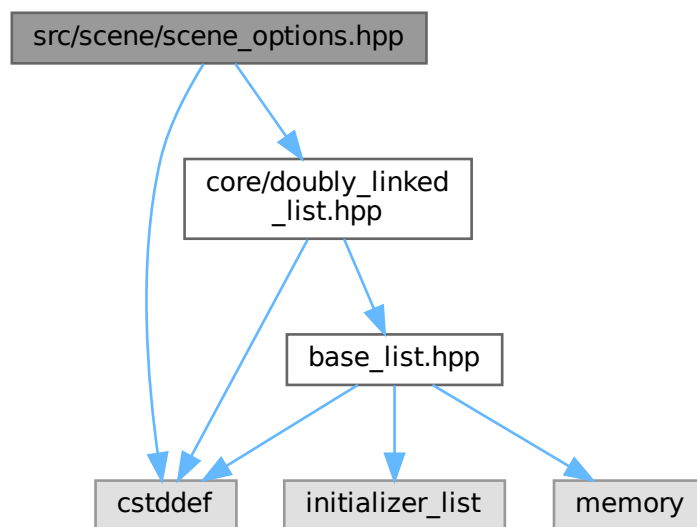 src/scene/scene_options.hpp
core/doubly_linked
_list.hpp
base_list.hpp
cstddef
initializer_list
memory